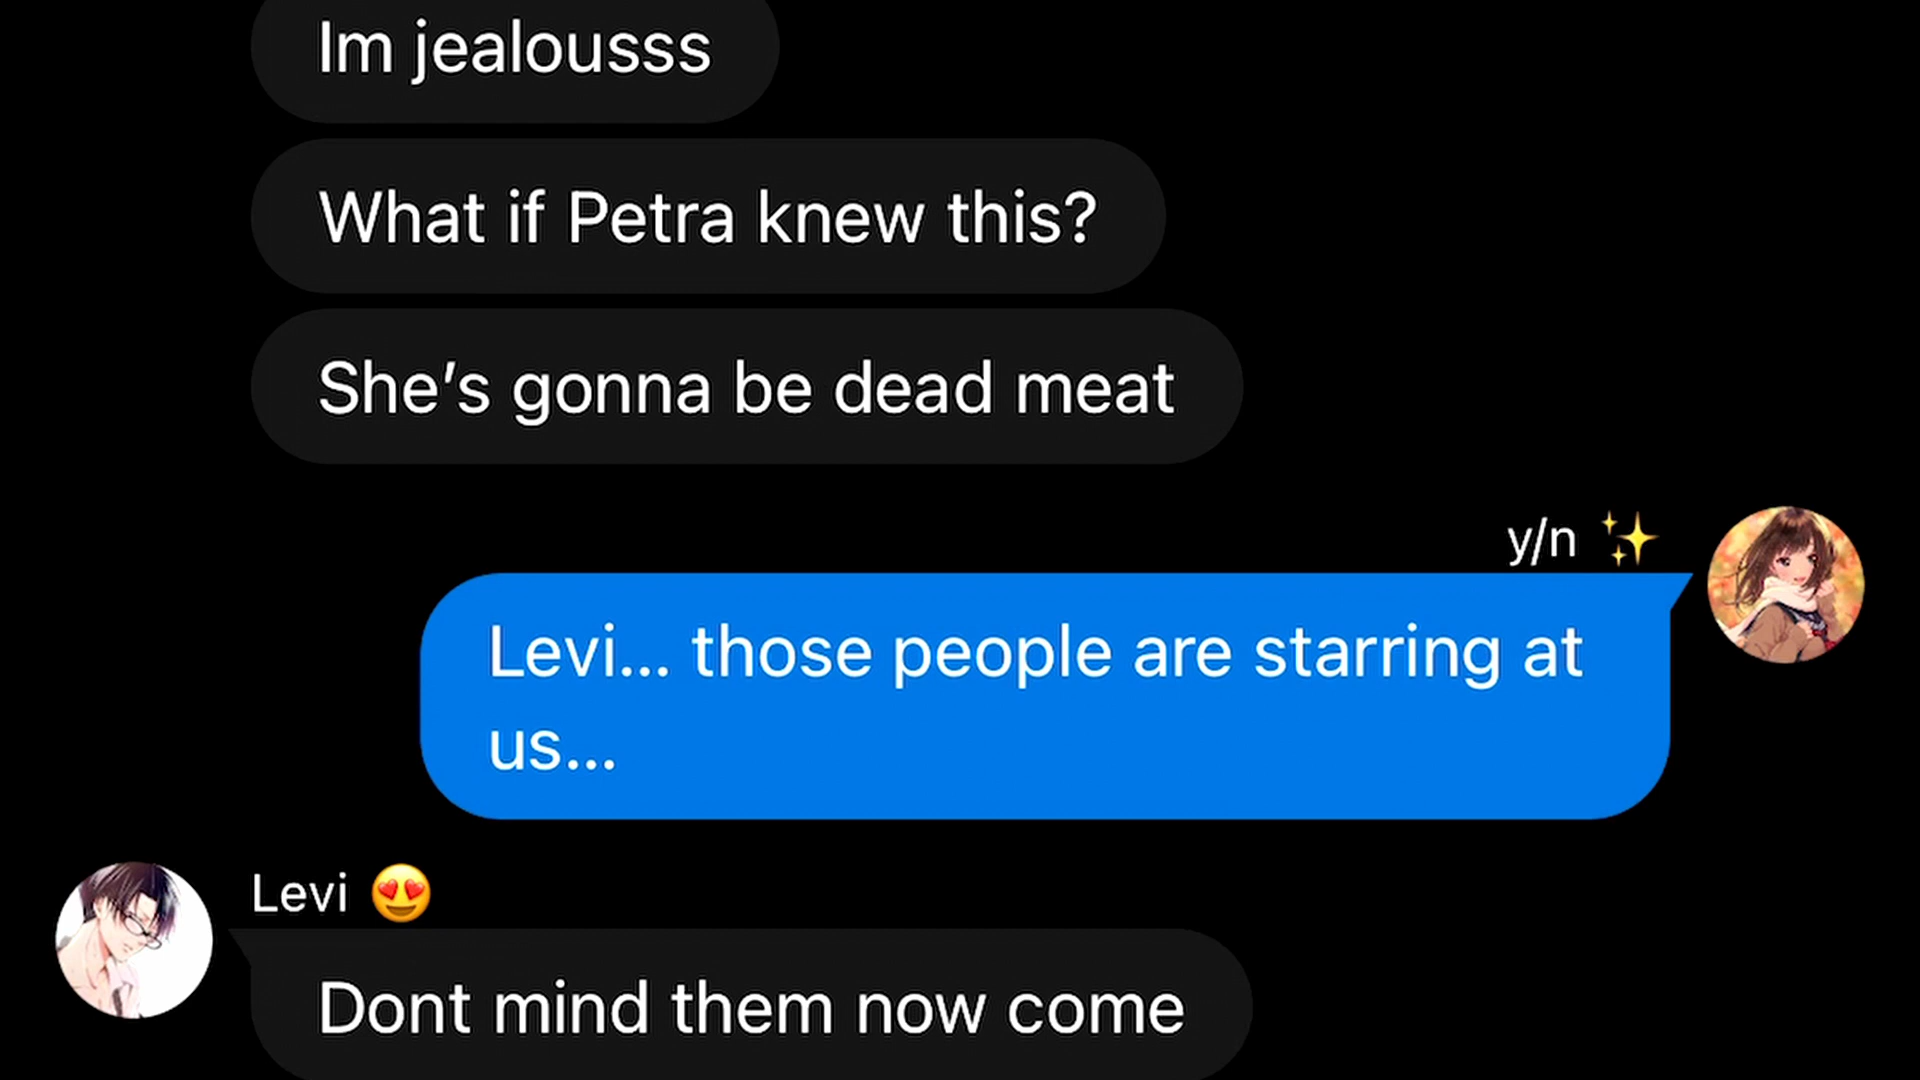 Im jealousss
What if Petra knew this?
She’s gonna be dead meat
y/n ✨
Levi... those people are starring at
us...
Levi 😍
Dont mind them now come